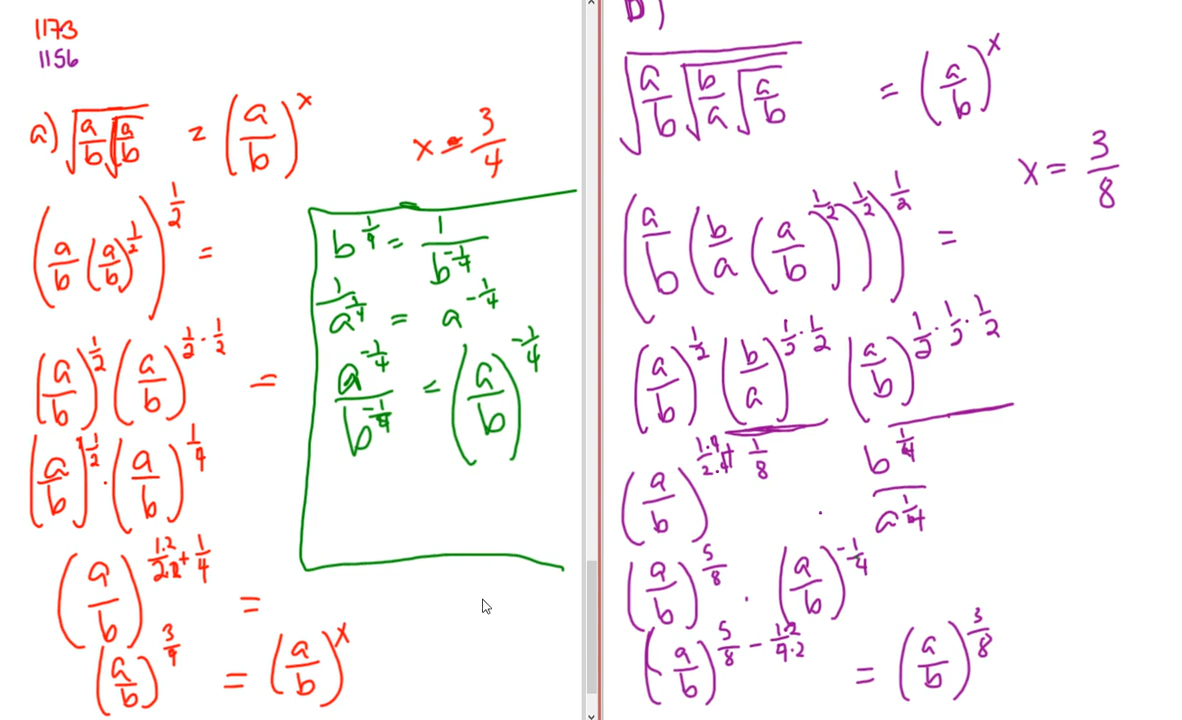 1173
1156
a) √(a/b √(a/b)) = (a/b)^x
x = 3/4
(a/b (a/b)^(1/2))^(1/2) =
(a/b)^(1/2) (a/b)^(1/2 · 1/2) =
(a/b)^(1/2) · (a/b)^(1/4)
(a/b)^(1.2/2.2 + 1/4) =
(a/b)^(3/4) = (a/b)^x
b^(1/4) = 1/b^(-1/4)
1/a^(1/4) = a^(-1/4)
a^(-1/4)/b^(-1/4) = (a/b)^(-1/4)
b)
√(a/b √(b/a √(a/b))) = (a/b)^x
x = 3/8
(a/b (b/a (a/b)^(1/2))^(1/2))^(1/2) =
(a/b)^(1/2) (b/a)^(1/2 · 1/2) (a/b)^(1/2 · 1/2 · 1/2)
(a/b)^(1.4/2.4 + 1/8) · b^(1/4)/a^(1/4)
(a/b)^(5/8) · (a/b)^(-1/4)
(a/b)^(5/8 - 1.2/4.2) = (a/b)^(3/8)